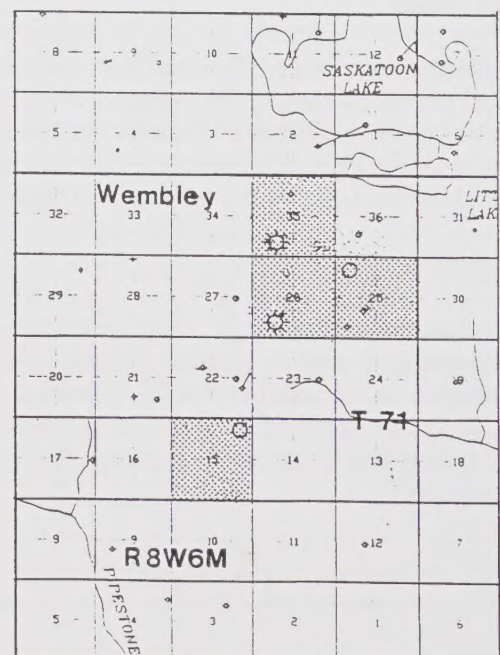 8 9 10 11 12
SASKATOON
LAKE
5 4 3 2
Wembley
32 33 34 35 36 31
29 28 27 26 25 30
20 21 22 23 24
T 71
17 16 15 14 13 18
9 9 10 11 12 7
R8W6M
PIPESTONE
5 4 3 2 1 6